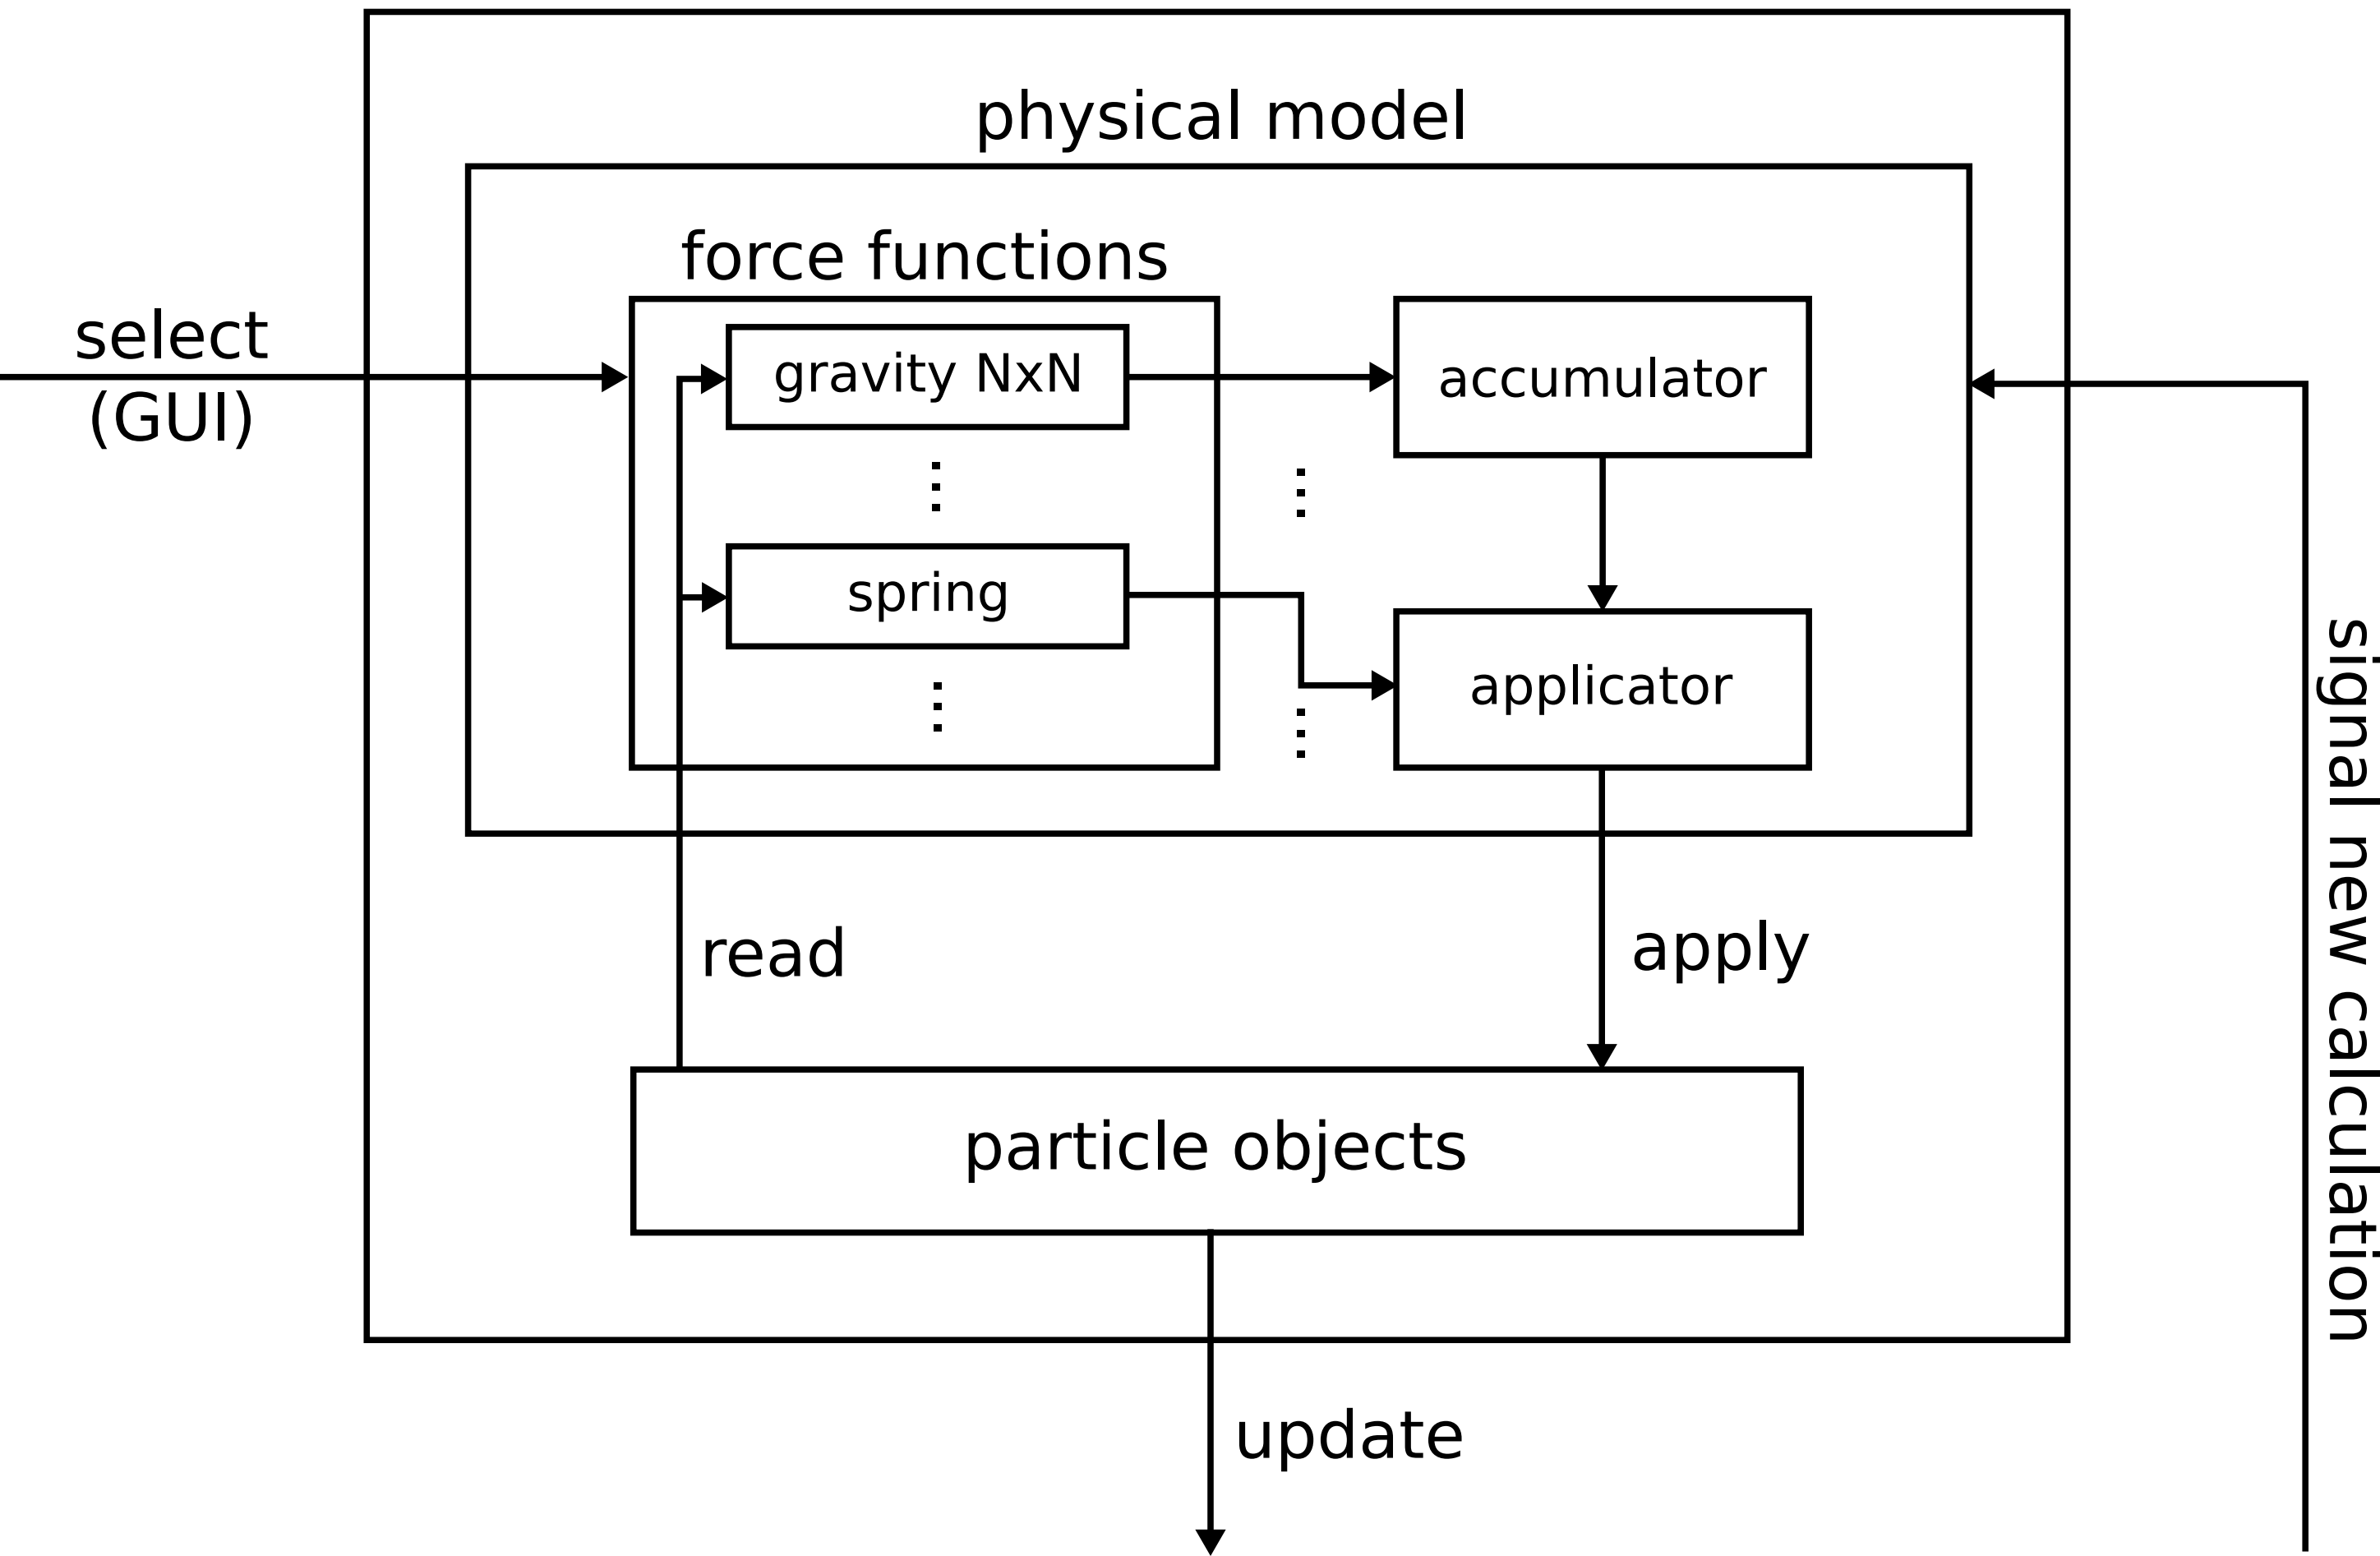 physical model
force functions
select
(GUI)
gravity NxN
accumulator
spring
applicator
signal new calculation
read
apply
particle objects
update